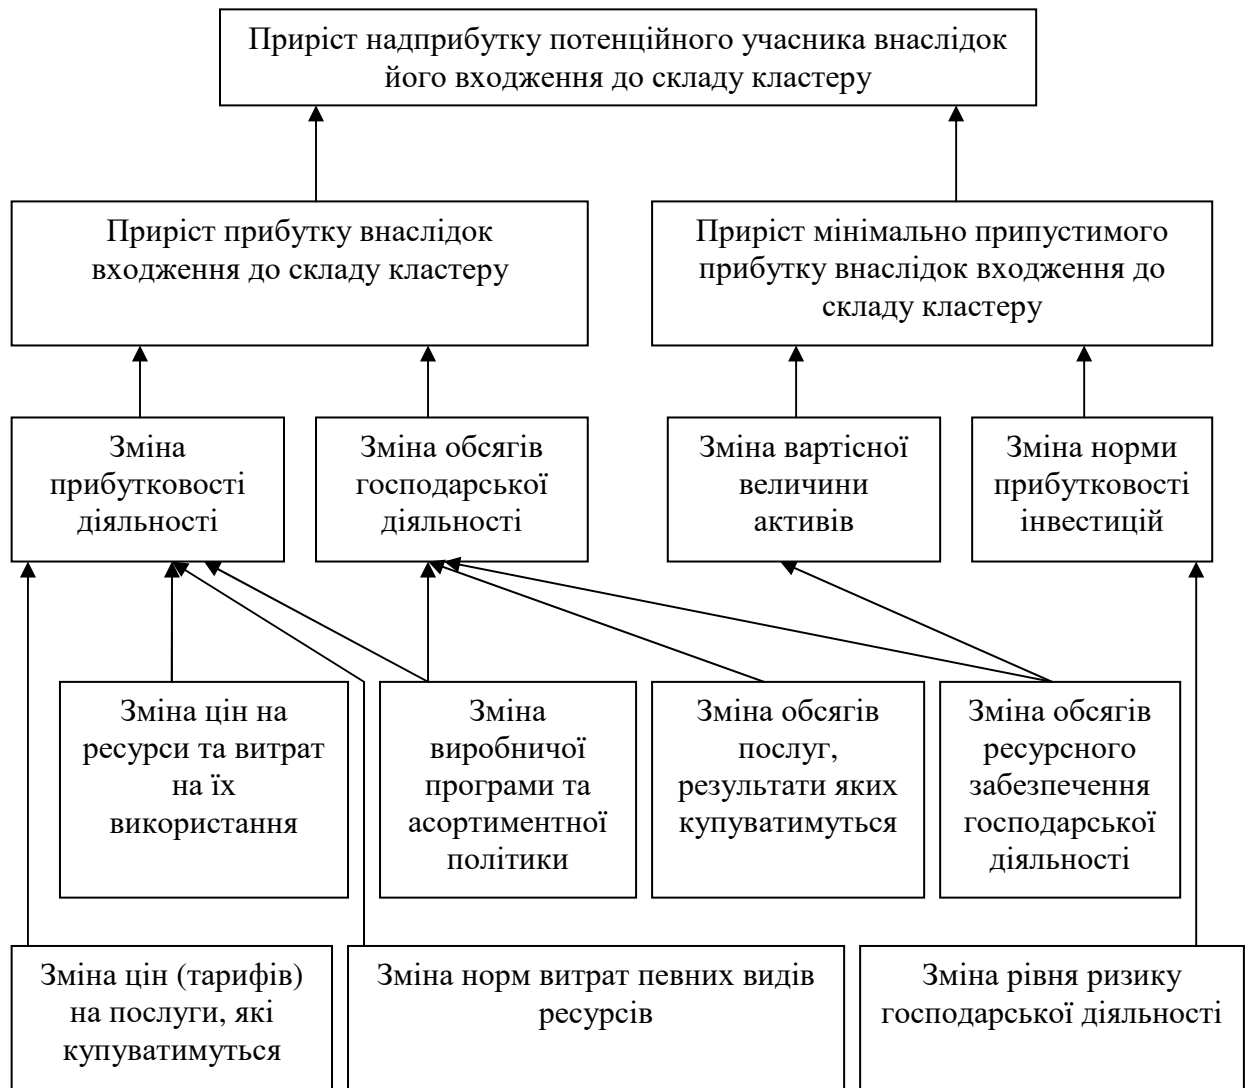 Приріст надприбутку потенційного учасника внаслідок
його входження до складу кластеру
Приріст прибутку внаслідок
входження до складу кластеру
Приріст мінімально припустимого
прибутку внаслідок входження до
складу кластеру
Зміна
прибутковості
діяльності
Зміна обсягів
господарської
діяльності
Зміна вартісної
величини
активів
Зміна норми
прибутковості
інвестицій
Зміна цін на
ресурси та витрат
на їх
використання
Зміна
виробничої
програми та
асортиментної
політики
Зміна обсягів
послуг,
результати яких
купуватимуться
Зміна обсягів
ресурсного
забезпечення
господарської
діяльності
Зміна цін (тарифів)
на послуги, які
купуватимуться
Зміна норм витрат певних видів
ресурсів
Зміна рівня ризику
господарської діяльності